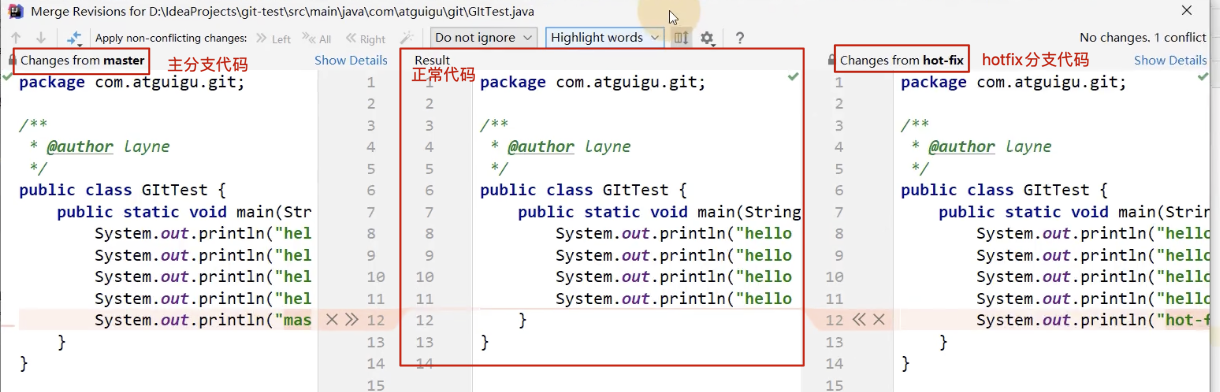 Merge Revisions for D:\IdeaProjects\git-test\src\main\java\com\atguigu\git\GItTest.java
Apply non-conflicting changes: Left All Right Do not ignore Highlight words ? No changes. 1 conflict
Changes from master 主分支代码 Show Details
1 package com.atguigu.git;
2
3 /**
4 * @author layne
5 */
6 public class GItTest {
7 public static void main(Str
8 System.out.println("hel
9 System.out.println("hel
10 System.out.println("hel
11 System.out.println("hel
12 System.out.println("mas
13 }
14 }
15
Result
正常代码
1 package com.atguigu.git;
2
3 /**
4 * @author layne
5 */
6 public class GItTest {
7 public static void main(String
8 System.out.println("hello
9 System.out.println("hello
10 System.out.println("hello
11 System.out.println("hello
12 }
13 }
14
Changes from hot-fix hotfix分支代码 Show Details
1 package com.atguigu.git;
2
3 /**
4 * @author layne
5 */
6 public class GItTest {
7 public static void main(Strin
8 System.out.println("hello
9 System.out.println("hello
10 System.out.println("hello
11 System.out.println("hello
12 System.out.println("hot-f
13 }
14 }
15